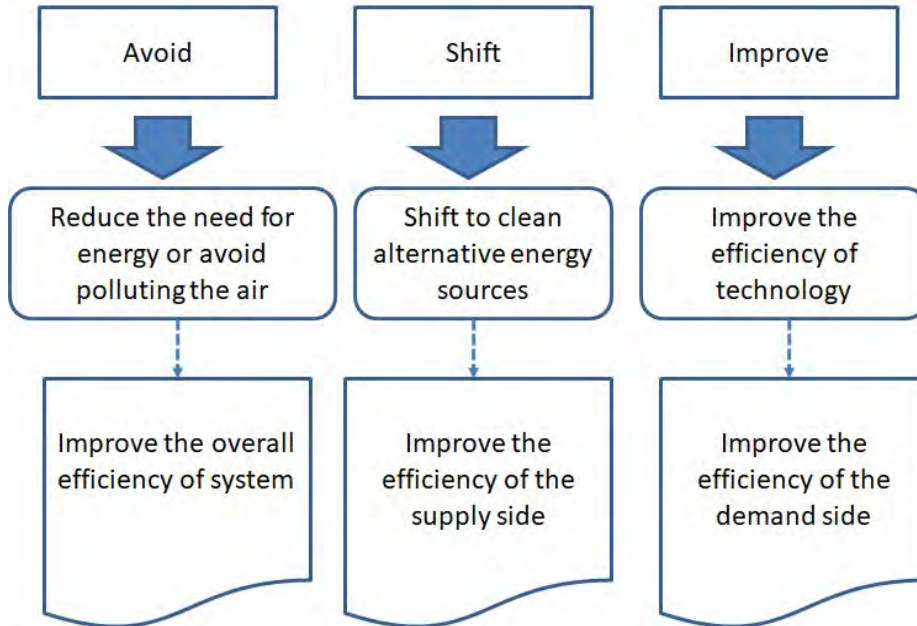 Avoid
Shift
Improve
Reduce the need for
energy or avoid
polluting the air
Shift to clean
alternative energy
sources
Improve the
efficiency of
technology
Improve the overall
efficiency of system
Improve the
efficiency of the
supply side
Improve the
efficiency of the
demand side